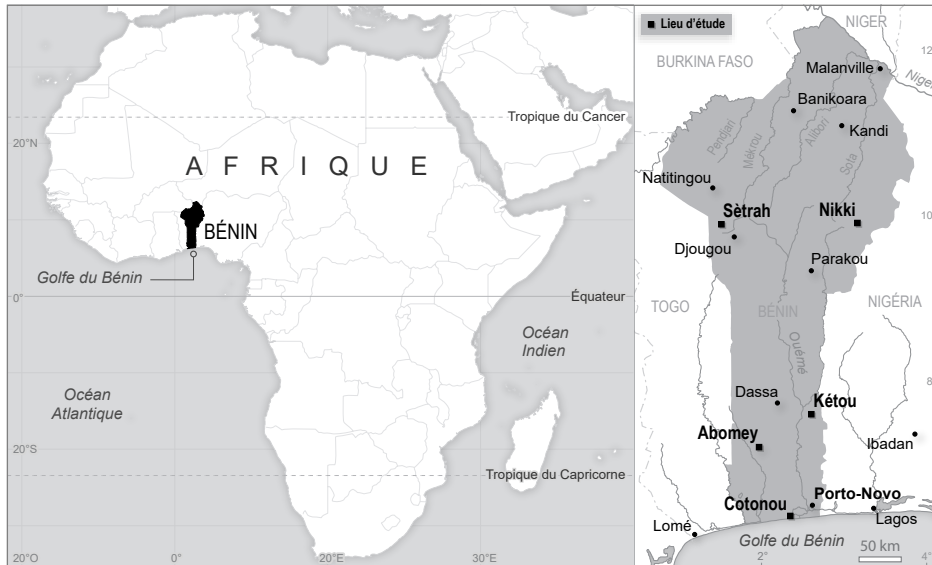 Tropique du Cancer
20°N
A F R I Q U E
BÉNIN
Golfe du Bénin
0°
Équateur
Océan
Indien
Océan
Atlantique
20°S
Tropique du Capricorne
20°O
0°
20°E
30°E
Lieu d'étude
NIGER
BURKINA FASO
12
Malanville
Niger
Banikoara
Kandi
Pendjari
Mékrou
Alibori
Sota
Natitingou
Sètrah
Nikki
10
Djougou
Parakou
TOGO
BÉNIN
NIGÉRIA
Ouémé
8
Dassa
Kétou
Abomey
Ibadan
Cotonou
Porto-Novo
Lomé
Lagos
Golfe du Bénin
2°
50 km
4°